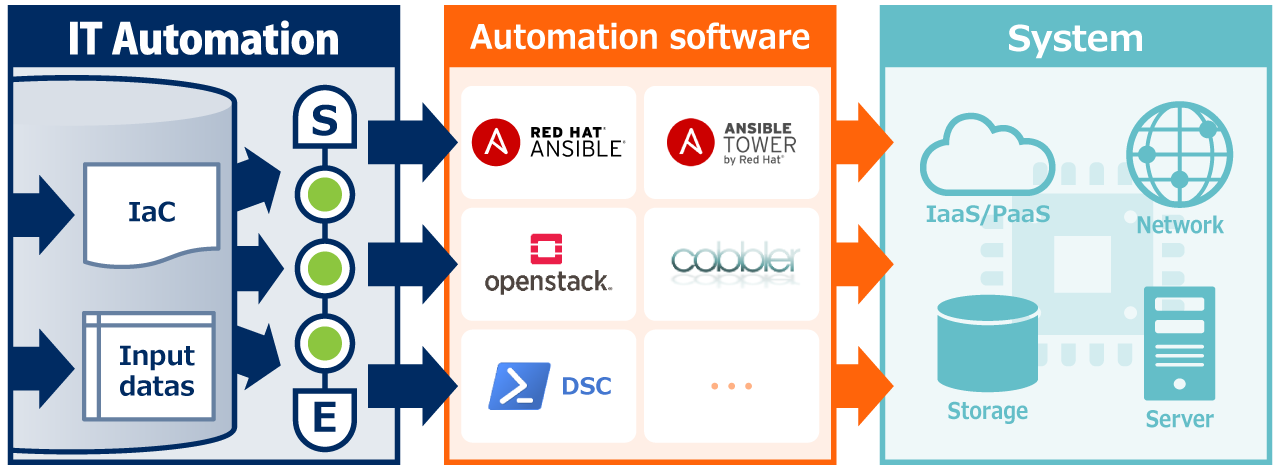 IT Automation
IaC
Input
datas
S
E
Automation software
RED HAT®
ANSIBLE®
ANSIBLE
TOWER
by Red Hat®
openstack®
cobbler
DSC
...
System
IaaS/PaaS
Network
Storage
Server